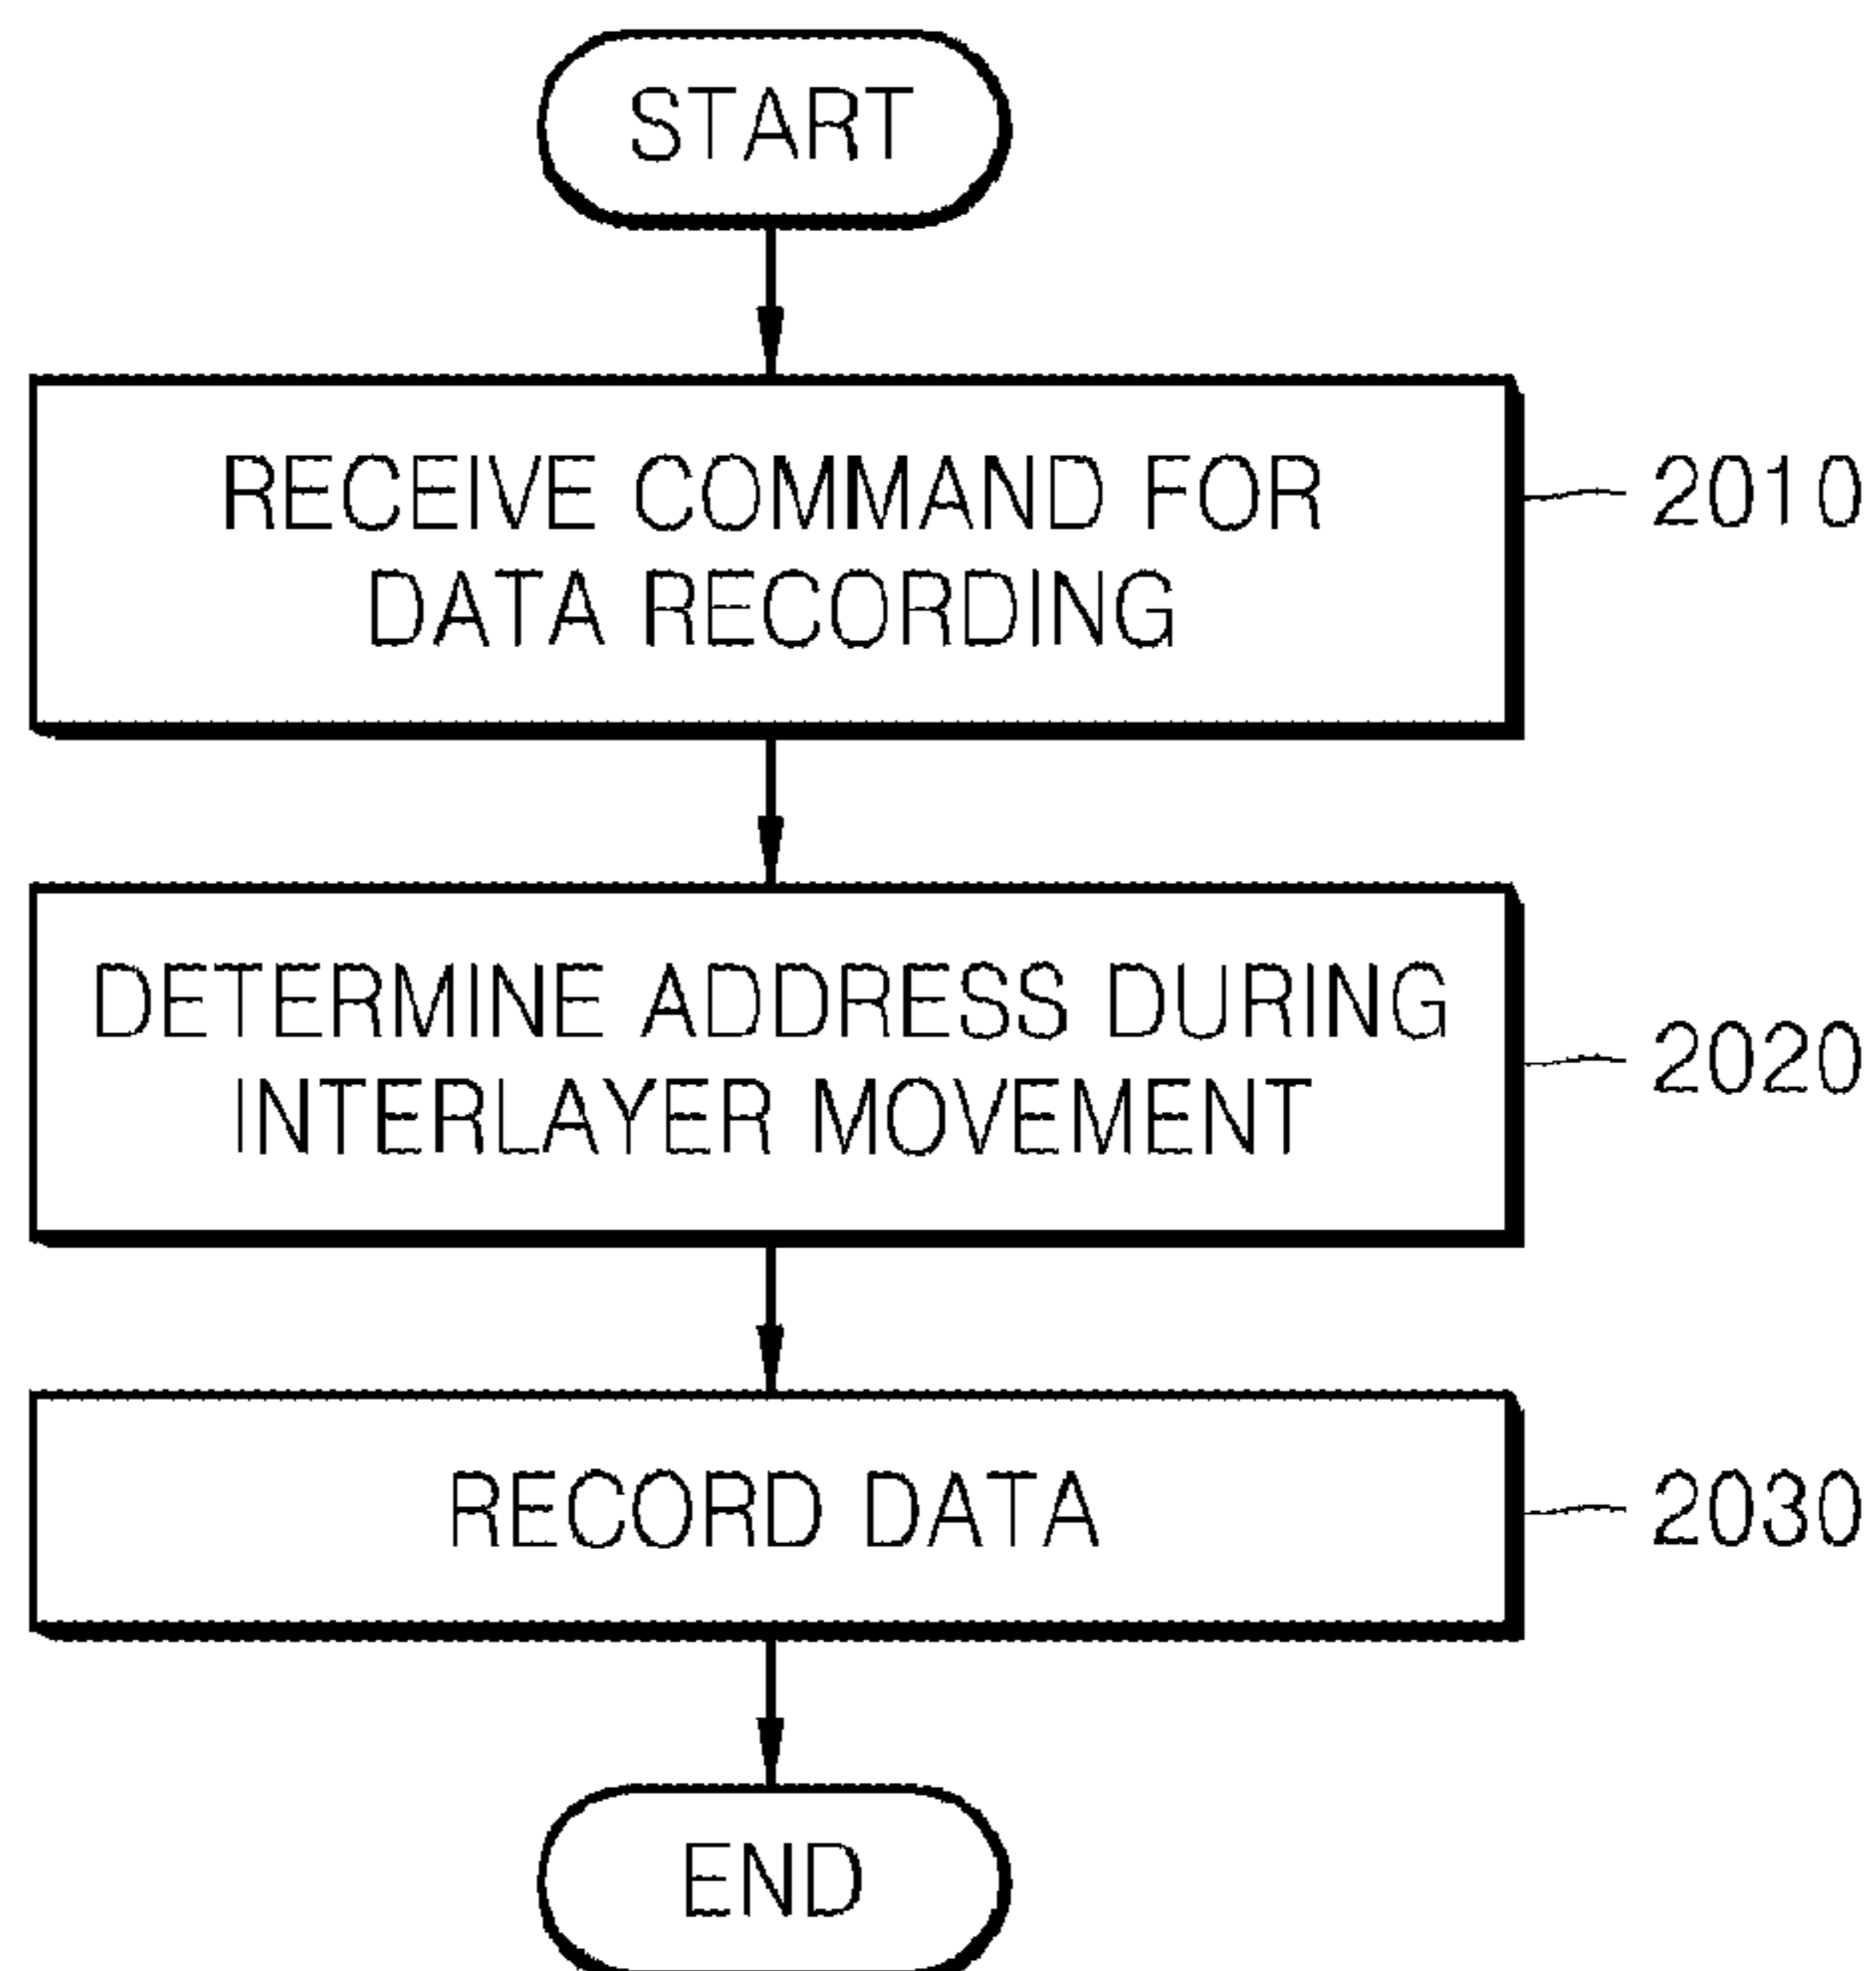 START
RECEIVE COMMAND FOR
DATA RECORDING
2010
DETERMINE ADDRESS DURING
INTERLAYER MOVEMENT
2020
RECORD DATA
2030
END